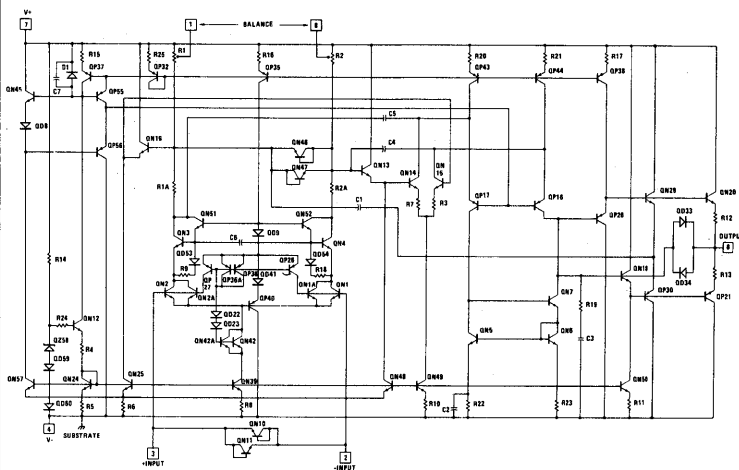 V+
7
1
BALANCE
8
R15
QP37
R25
QP32
R1
R16
QP35
R2
R20
QP43
R21
QP44
R17
QP38
D1
C7
QN45
QP55
QD8
QP56
QN16
C5
C4
QN46
QN47
QN13
QN14
QN
15
R7
R3
C1
R1A
R2A
QP17
QP16
QN29
QN20
QD33
QD34
R12
OUTPUT
6
R13
QN51
QN52
QD9
C6
QN3
QN4
QD53
QD54
R9
QP
27
QP36A
QP36
QD41
QP26
R18
QN2
QN2A
QN1A
QN1
QP40
QD22
QD23
QN42A
QN42
R14
R24
QN12
R4
QZ58
QD59
QN57
QN24
QN25
QN39
QD60
R5
R6
R8
4
V-
SUBSTRATE
QN48
QN49
R10
C2
R22
QN5
QN6
QN7
R19
C3
R23
QP28
QN19
QP30
QP21
QN50
R11
3
+INPUT
QN10
QN11
2
-INPUT